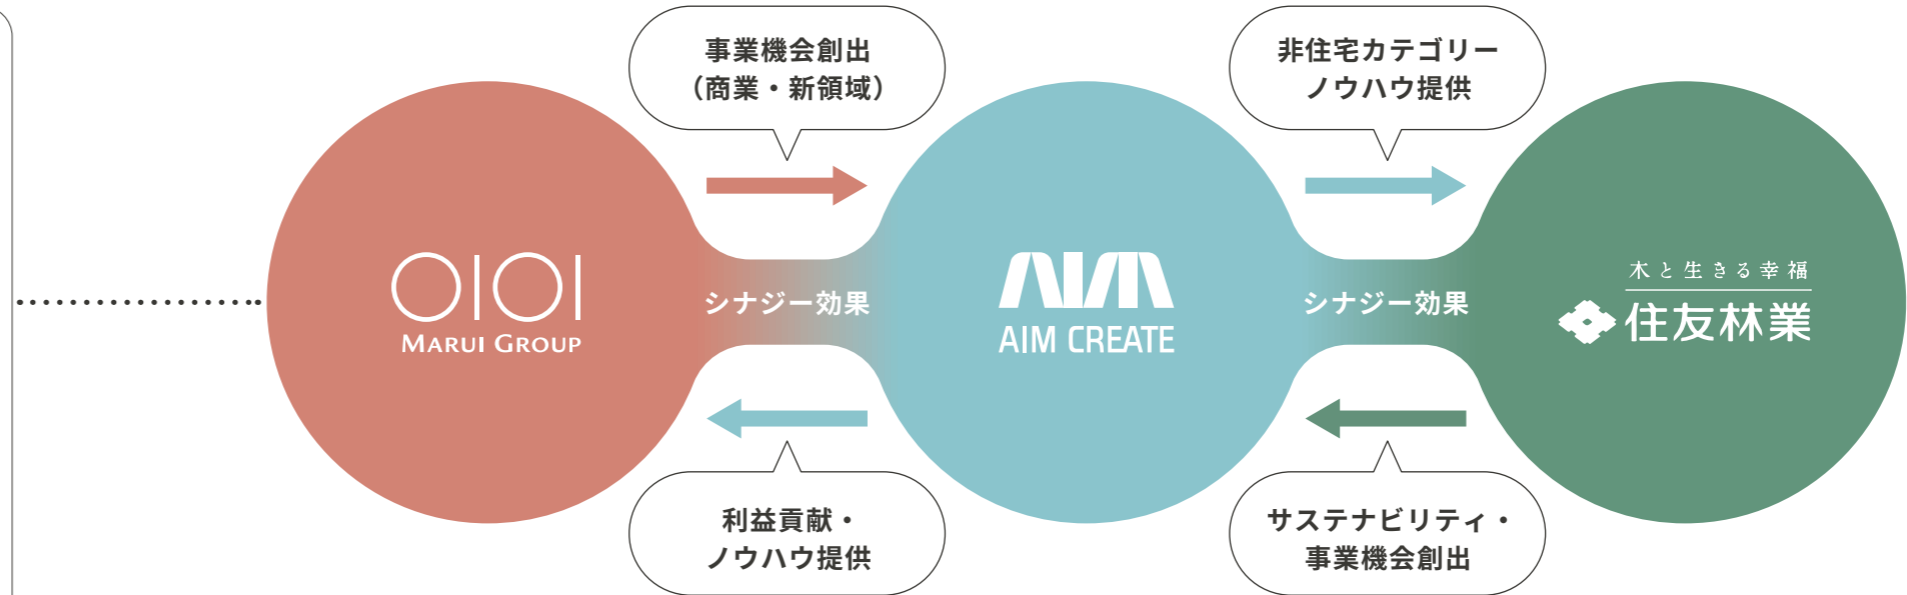 事業機会創出
（商業・新領域）
非住宅カテゴリー
ノウハウ提供
OIOI
MARUI GROUP
シナジー効果
AIM
AIM CREATE
シナジー効果
木と生きる幸福
住友林業
利益貢献・
ノウハウ提供
サステナビリティ・
事業機会創出